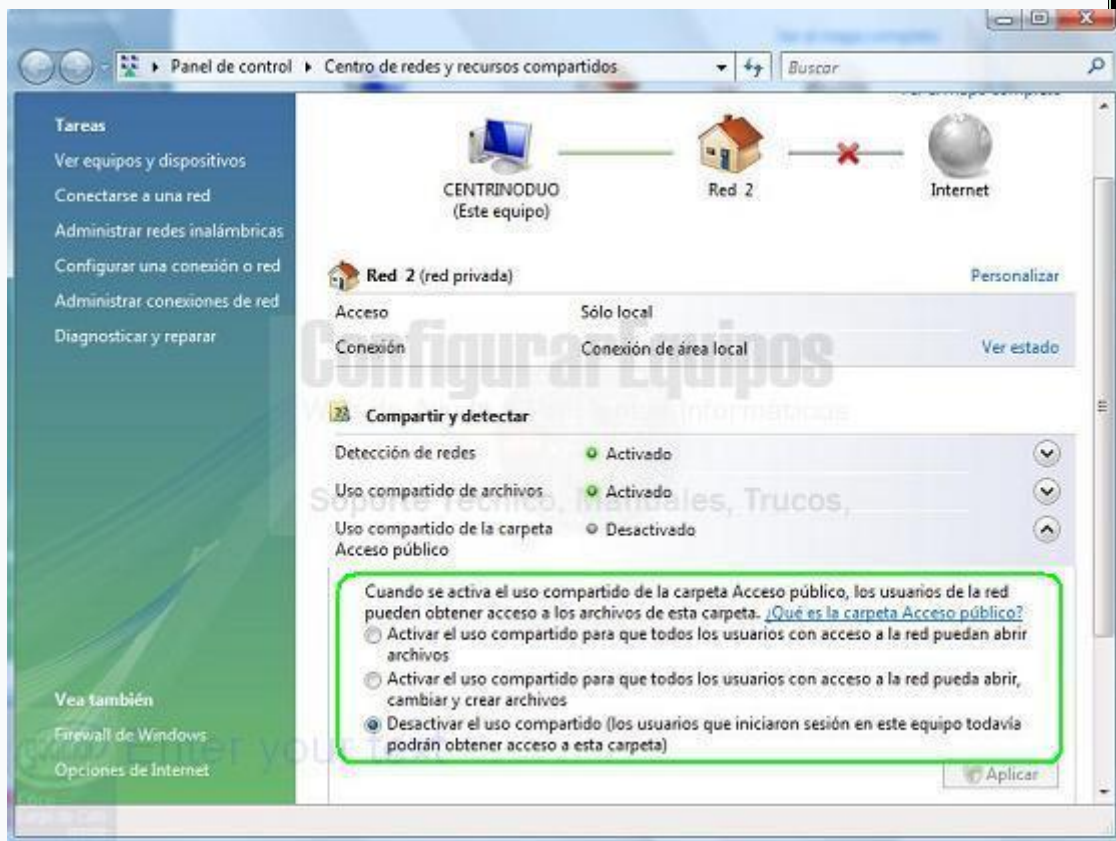 Panel de control ▸ Centro de redes y recursos compartidos
Buscar
Tareas
Ver equipos y dispositivos
Conectarse a una red
Administrar redes inalámbricas
Configurar una conexión o red
Administrar conexiones de red
Diagnosticar y reparar
Vea también
Firewall de Windows
Opciones de Internet
CENTRINODUO
(Este equipo)
Red 2
Internet
Red 2 (red privada)
Personalizar
Acceso
Sólo local
Conexión
Conexión de área local
Ver estado
Configurar Equipos
Compartir y detectar
Detección de redes
Activado
Uso compartido de archivos
Activado
Soporte Técnico, Manuales, Trucos,
Uso compartido de la carpeta
Acceso público
Desactivado
Cuando se activa el uso compartido de la carpeta Acceso público, los usuarios de la red
pueden obtener acceso a los archivos de esta carpeta. ¿Qué es la carpeta Acceso público?
Activar el uso compartido para que todos los usuarios con acceso a la red puedan abrir
archivos
Activar el uso compartido para que todos los usuarios con acceso a la red pueda abrir,
cambiar y crear archivos
Desactivar el uso compartido (los usuarios que iniciaron sesión en este equipo todavía
podrán obtener acceso a esta carpeta)
Enter your text
Aplicar